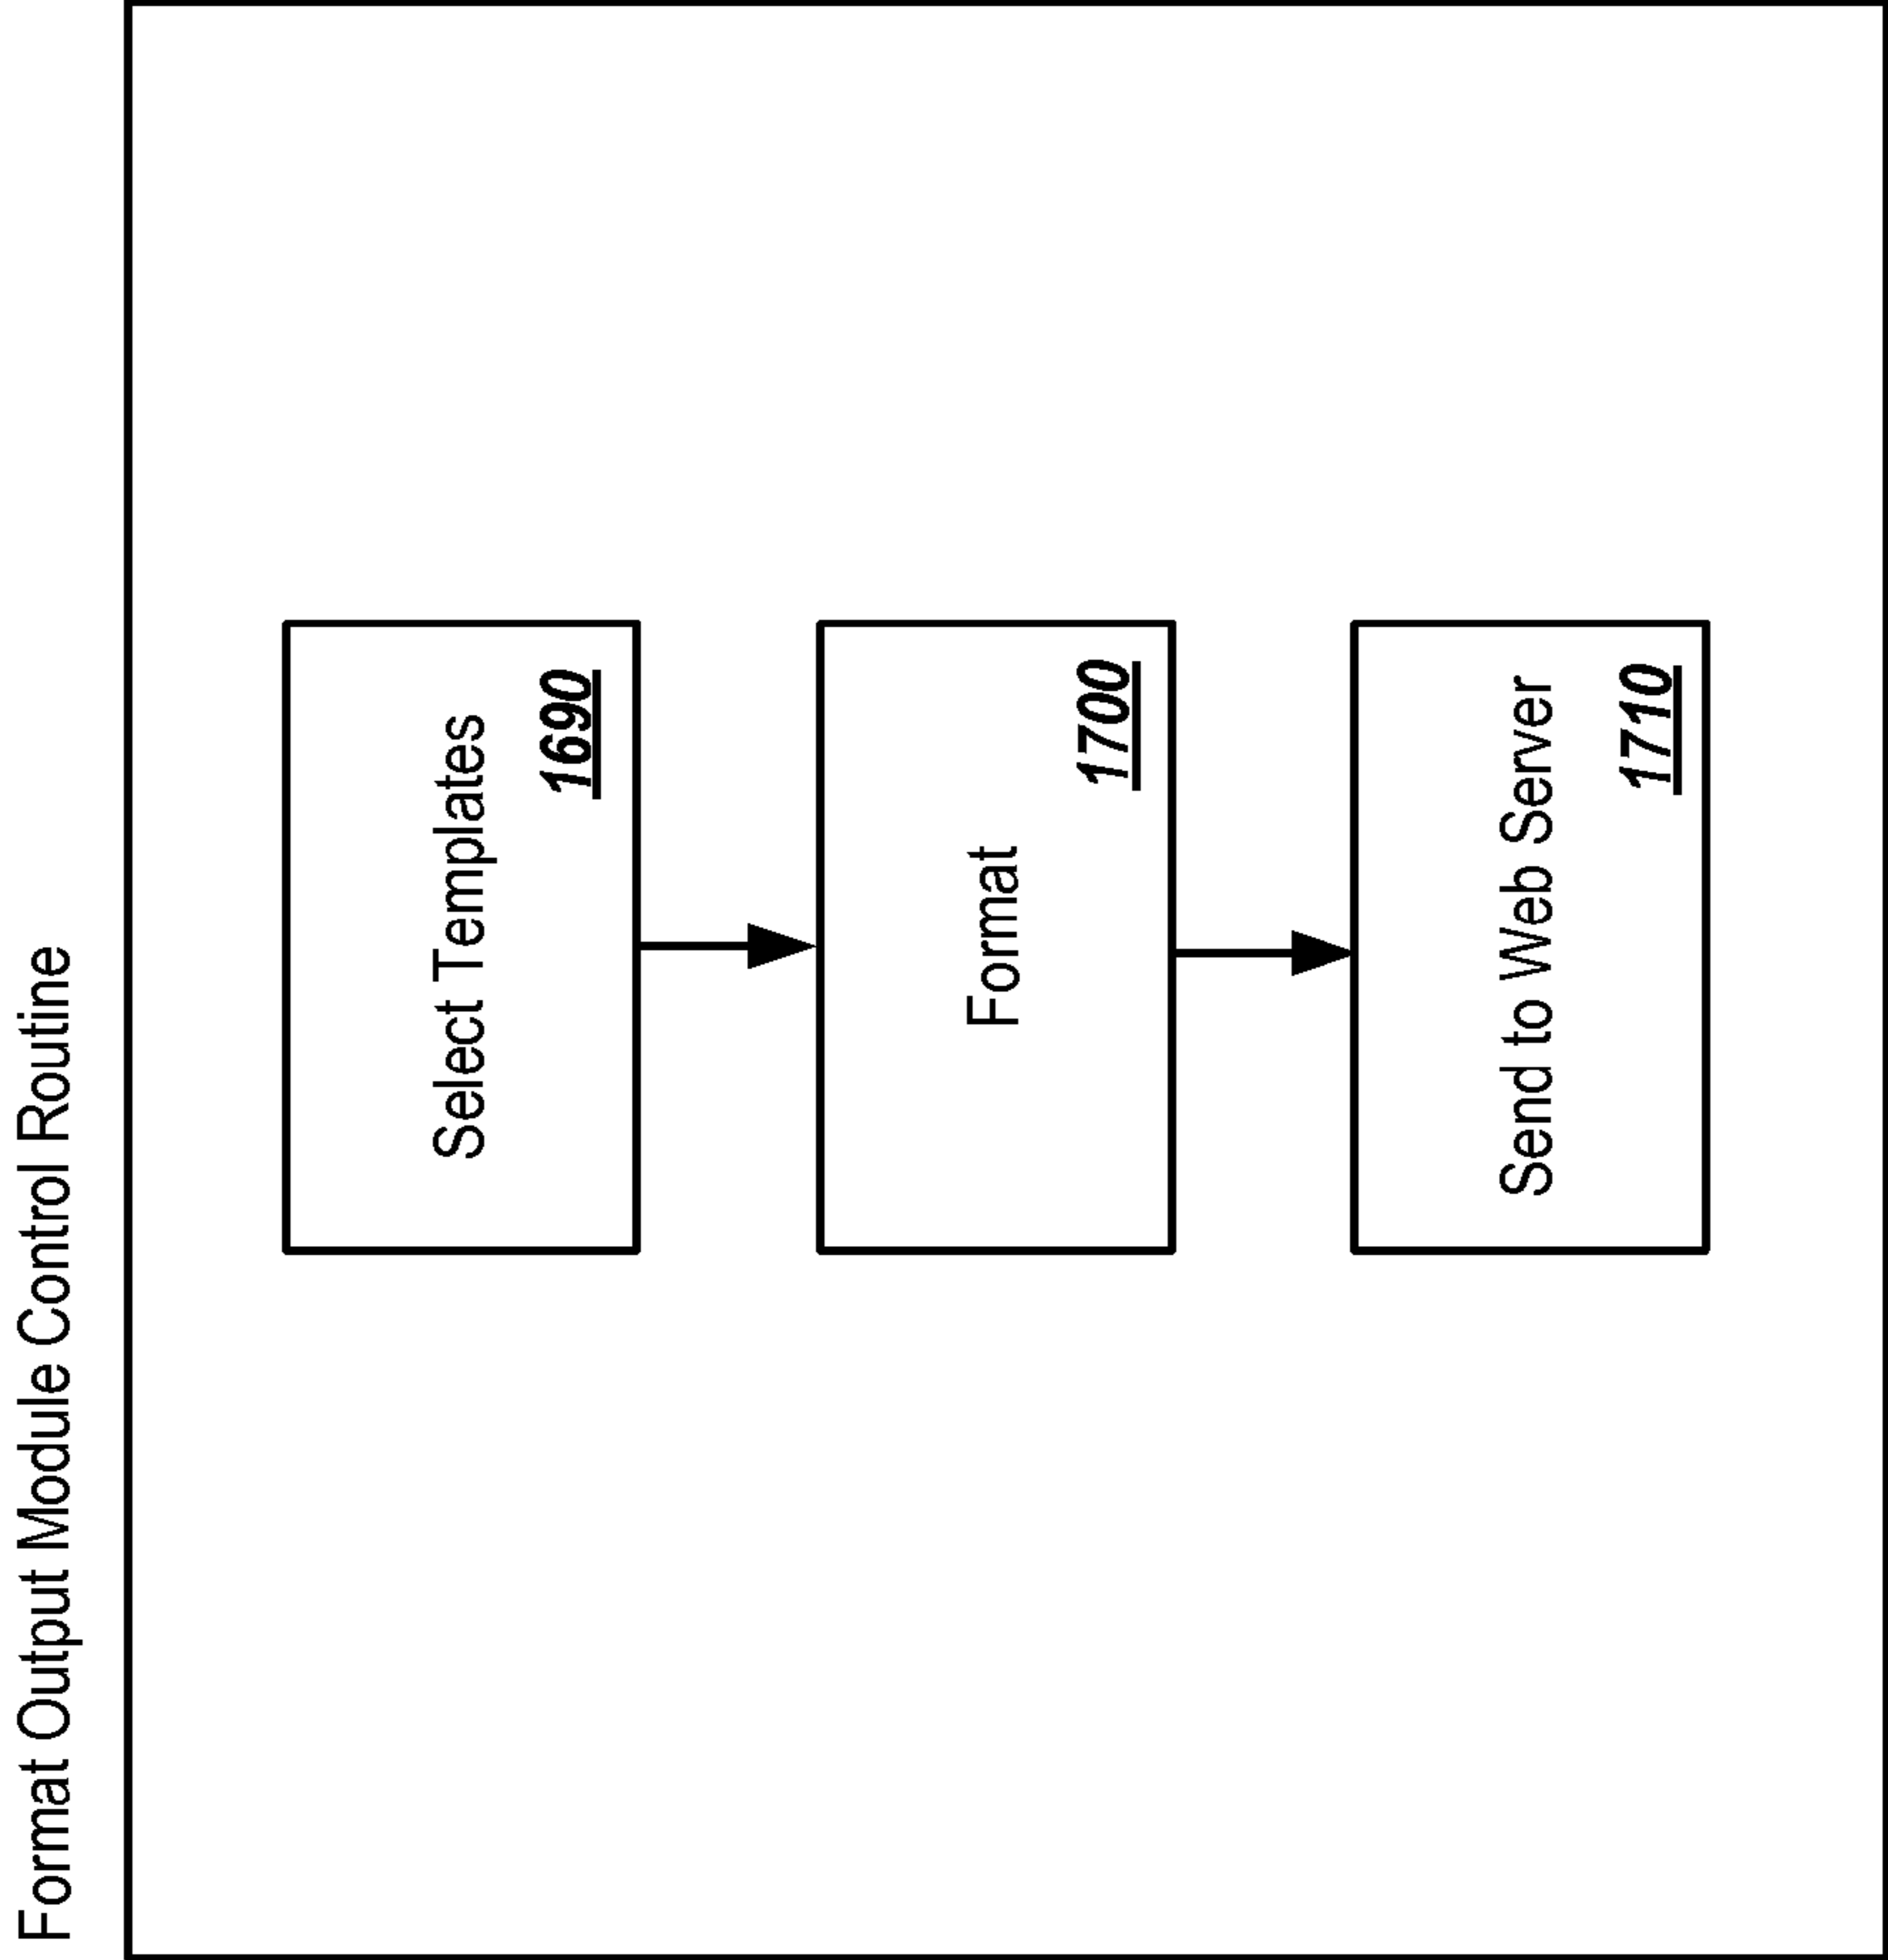 Format Output Module Control Routine
Select Templates
1690
Format
1700
Send to Web Server
1710